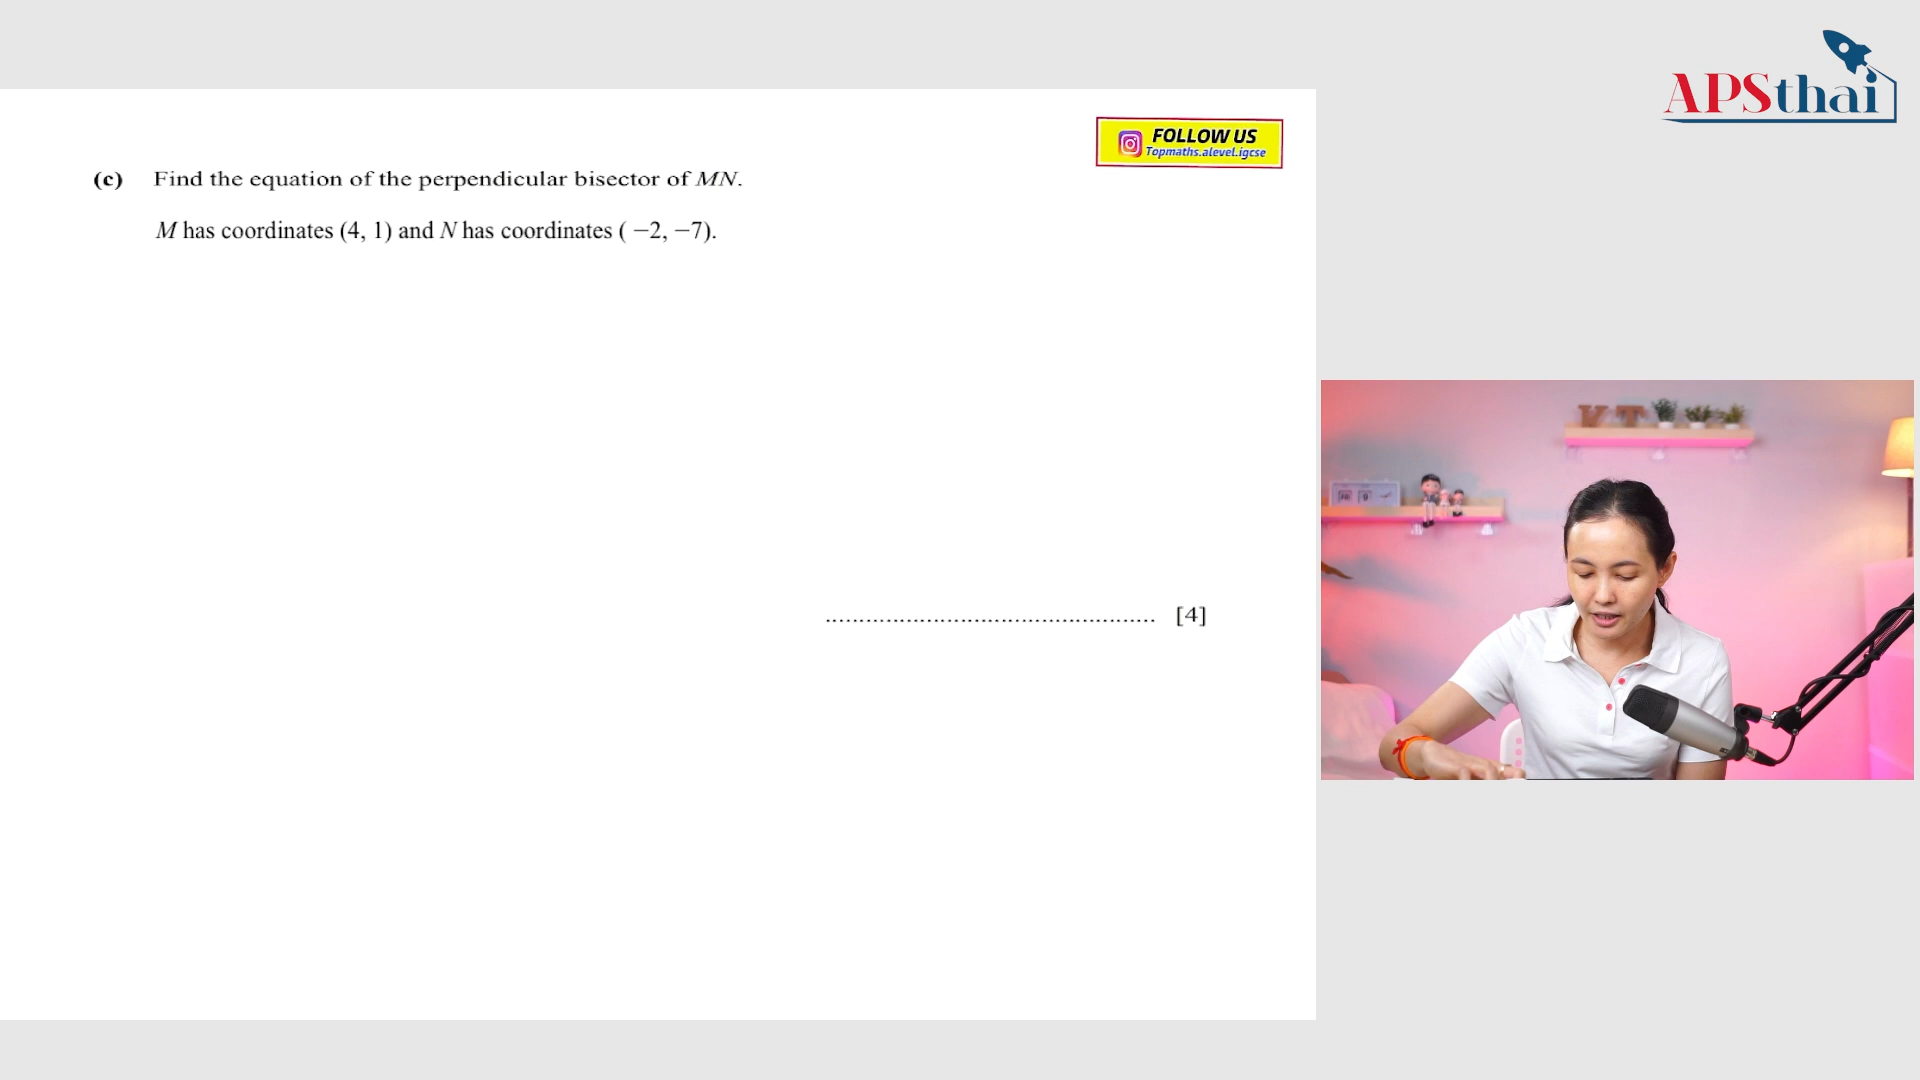 APSthai
FOLLOW US
Topmaths.alevel.igcse
(c) Find the equation of the perpendicular bisector of MN.
M has coordinates (4, 1) and N has coordinates ( −2, −7).
KT
................................................. [4]